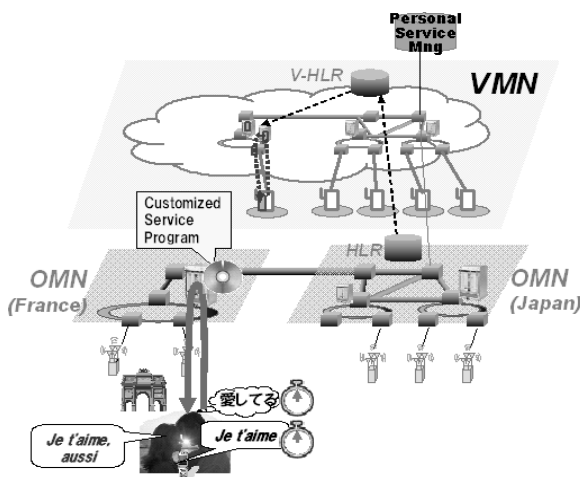 Personal
Service
Mng
V-HLR
VMN
Customized
Service
Program
HLR
OMN
(France)
OMN
(Japan)
愛してる
Je t'aime,
aussi
Je t'aime